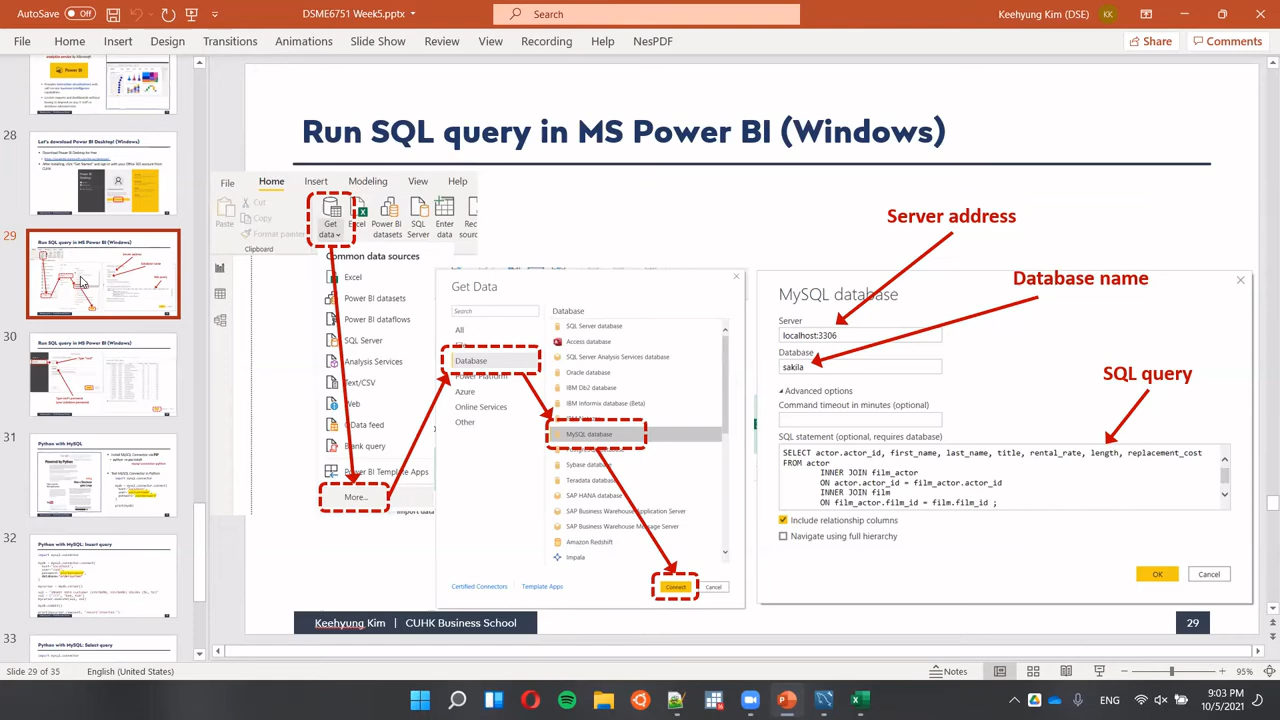 AutoSave Off
DSME6751 Week5.pptx
Search
Keehyung Kim (DSE) KK
File Home Insert Design Transitions Animations Slide Show Review View Recording Help NesPDF Share Comments
28
Let's download Power BI Desktop! (Windows)
29
Run SQL query in MS Power BI (Windows)
30
Run SQL query in MS Power BI (Windows)
31
Python with MySQL
32
Python with MySQL: Insert query
33
Python with MySQL: Select query
Run SQL query in MS Power BI (Windows)
File Home Insert Modeling View Help
Cut
Copy
Format painter
Paste
Clipboard
Get data
Excel
Power BI datasets
SQL Server
Enter data
Common data sources
Excel
Power BI datasets
Power BI dataflows
SQL Server
Analysis Services
Text/CSV
Web
OData feed
Blank query
Power BI Template Apps
More...
Get Data
Search
All
Database
Power Platform
Azure
Online Services
Other
Database
SQL Server database
Access database
SQL Server Analysis Services database
Oracle database
IBM Db2 database
IBM Informix database (Beta)
MySQL database
Sybase database
Teradata database
SAP HANA database
SAP Business Warehouse Application Server
SAP Business Warehouse Message Server
Amazon Redshift
Impala
Certified Connectors
Template Apps
Connect
Cancel
Server address
Database name
SQL query
MySQL database
Server
localhost:3306
Database
sakila
Advanced options
Command timeout in minutes (optional)
SQL statement (optional, requires database)
SELECT actor.actor_id, first_name, last_name, title, rental_rate, length, replacement_cost
FROM actor
INNER JOIN film_actor
ON actor.actor_id = film_actor.actor_id
INNER JOIN film
ON film_actor.film_id = film.film_id ;
Include relationship columns
Navigate using full hierarchy
OK
Cancel
Keehyung Kim | CUHK Business School
29
Slide 29 of 35
English (United States)
Notes
95%
ENG
9:03 PM
10/5/2021